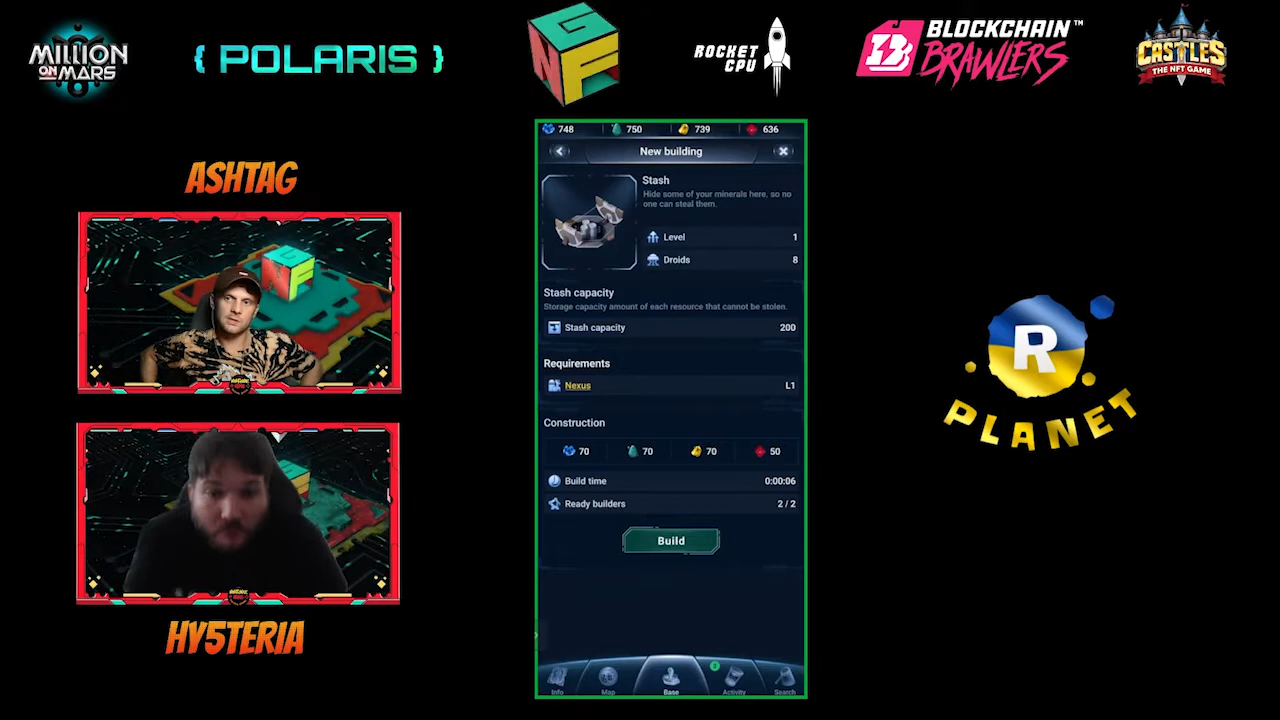 MILLION
ON MARS
{ POLARIS }
GNF
ROCKET
CPU
BLOCKCHAIN™
BRAWLERS
CASTLES
THE NFT GAME
ASHTAG
HY5TERIA
748 750 739 636
New building
Stash
Hide some of your minerals here, so no
one can steal them.
Level 1
Droids 8
Stash capacity
Storage capacity amount of each resource that cannot be stolen.
Stash capacity 200
Requirements
Nexus L1
Construction
70 70 70 50
Build time 0:00:06
Ready builders 2 / 2
Build
Info Map Base Activity Search
R
PLANET